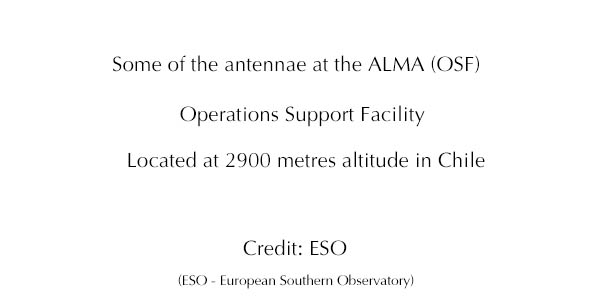 Some of the antennae at the ALMA (OSF)
Operations Support Facility
Located at 2900 metres altitude in Chile
Credit: ESO
(ESO - European Southern Observatory)